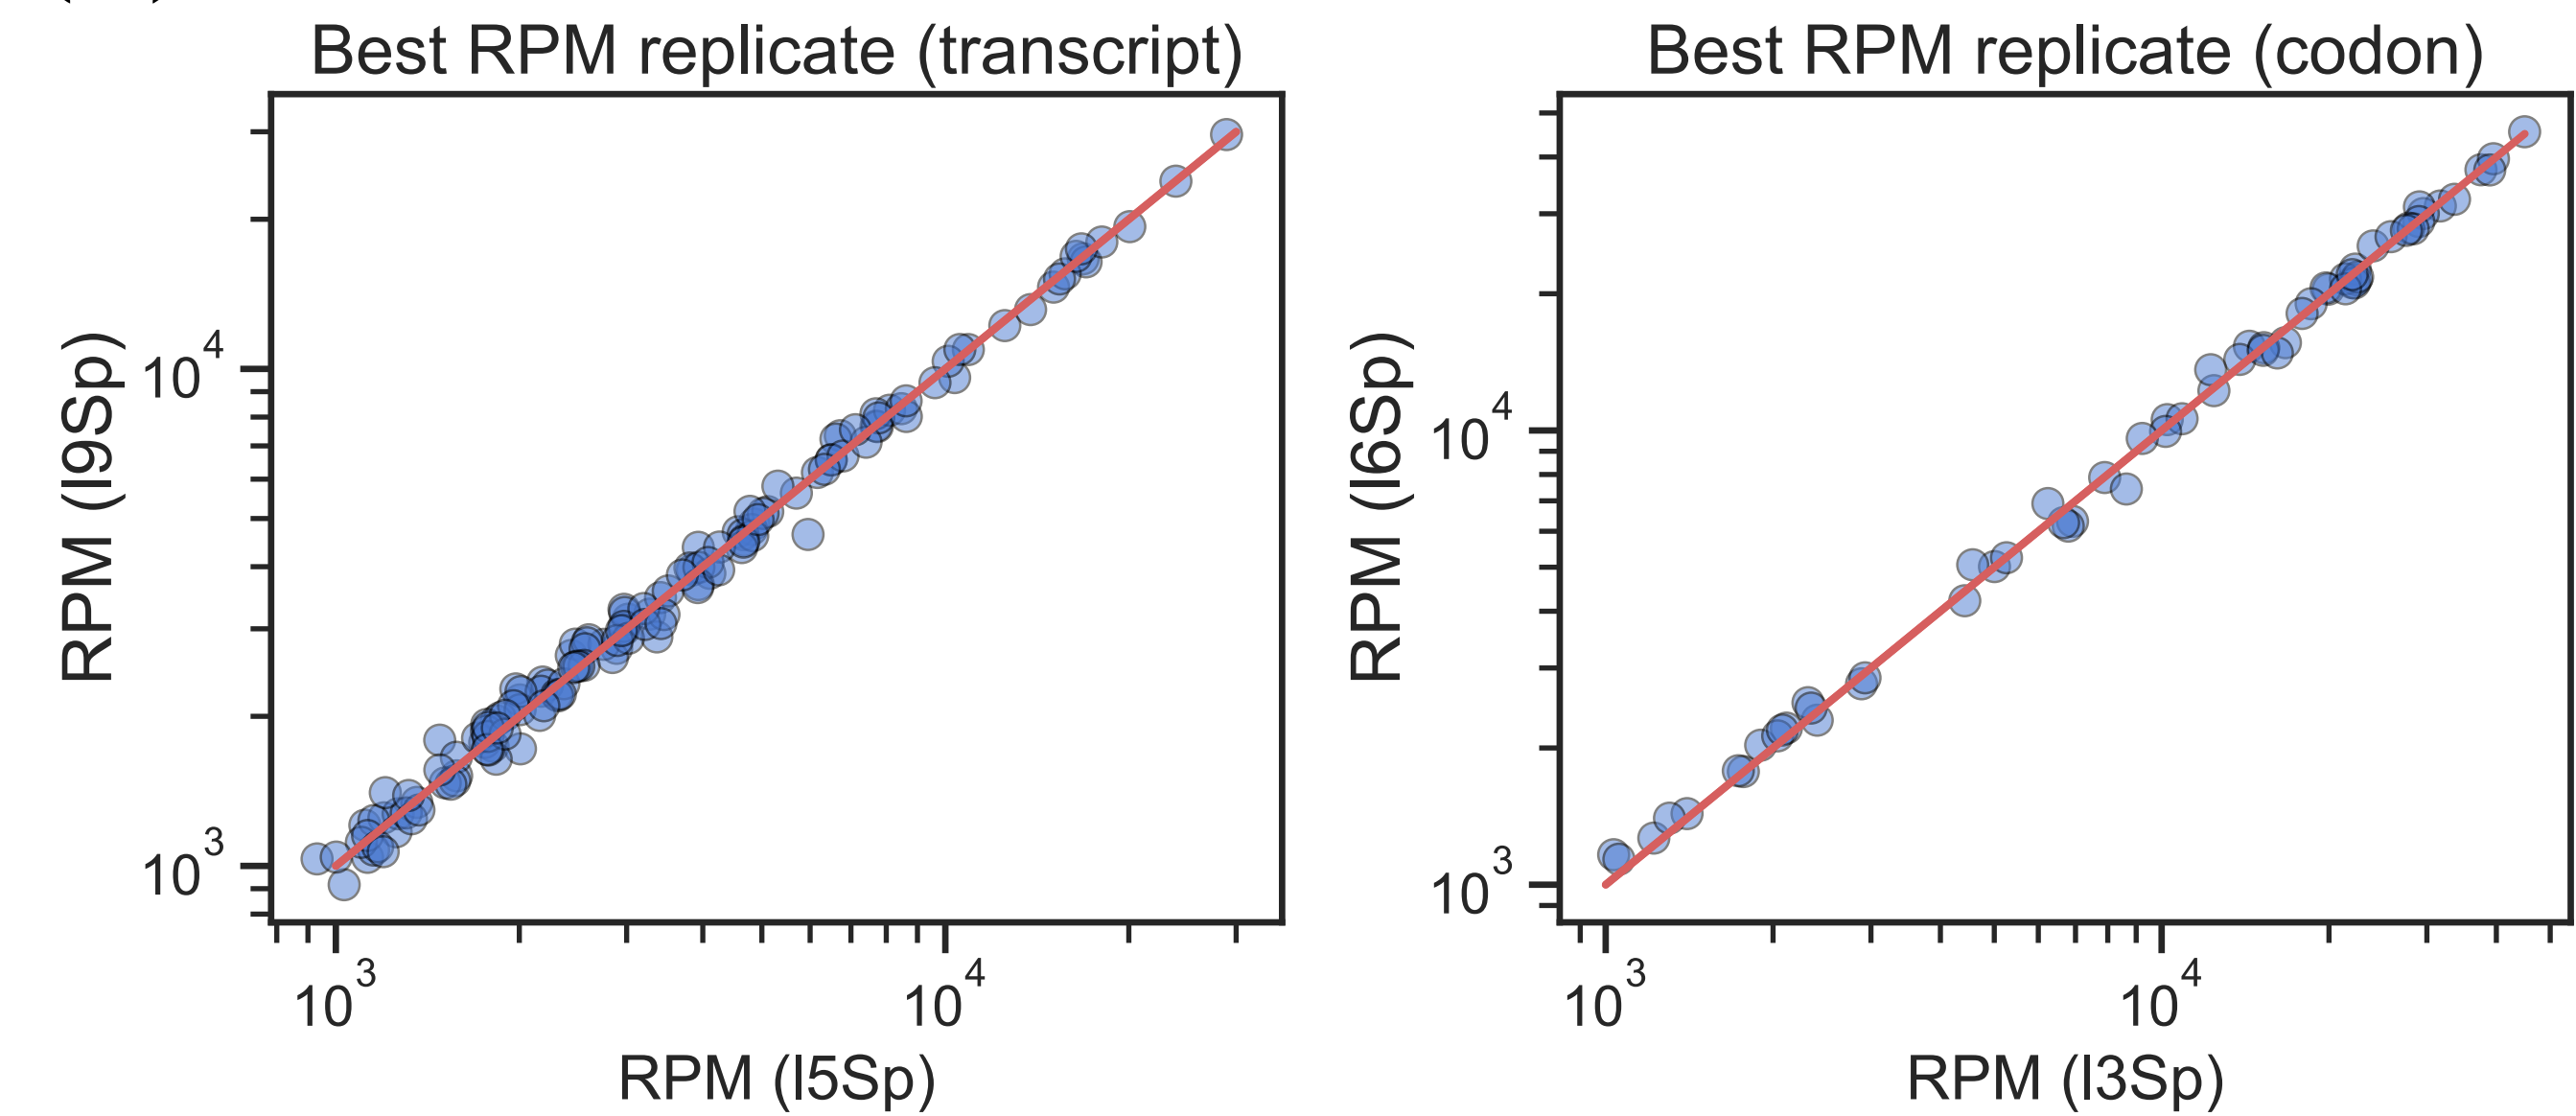 Best RPM replicate (transcript)
RPM (I9Sp)
10^4
10^3
10^3
10^4
RPM (I5Sp)
Best RPM replicate (codon)
RPM (I6Sp)
10^4
10^3
10^3
10^4
RPM (I3Sp)